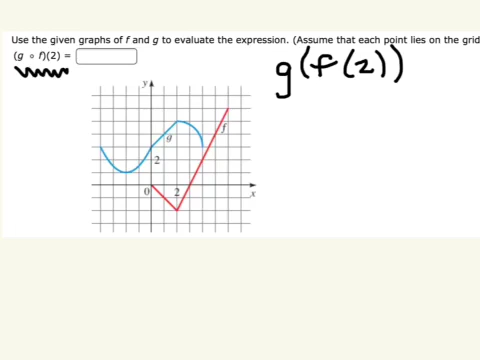 Use the given graphs of f and g to evaluate the expression. (Assume that each point lies on the grid
(g ∘ f)(2) =
g(f(2))
y
f
g
2
0
2
x